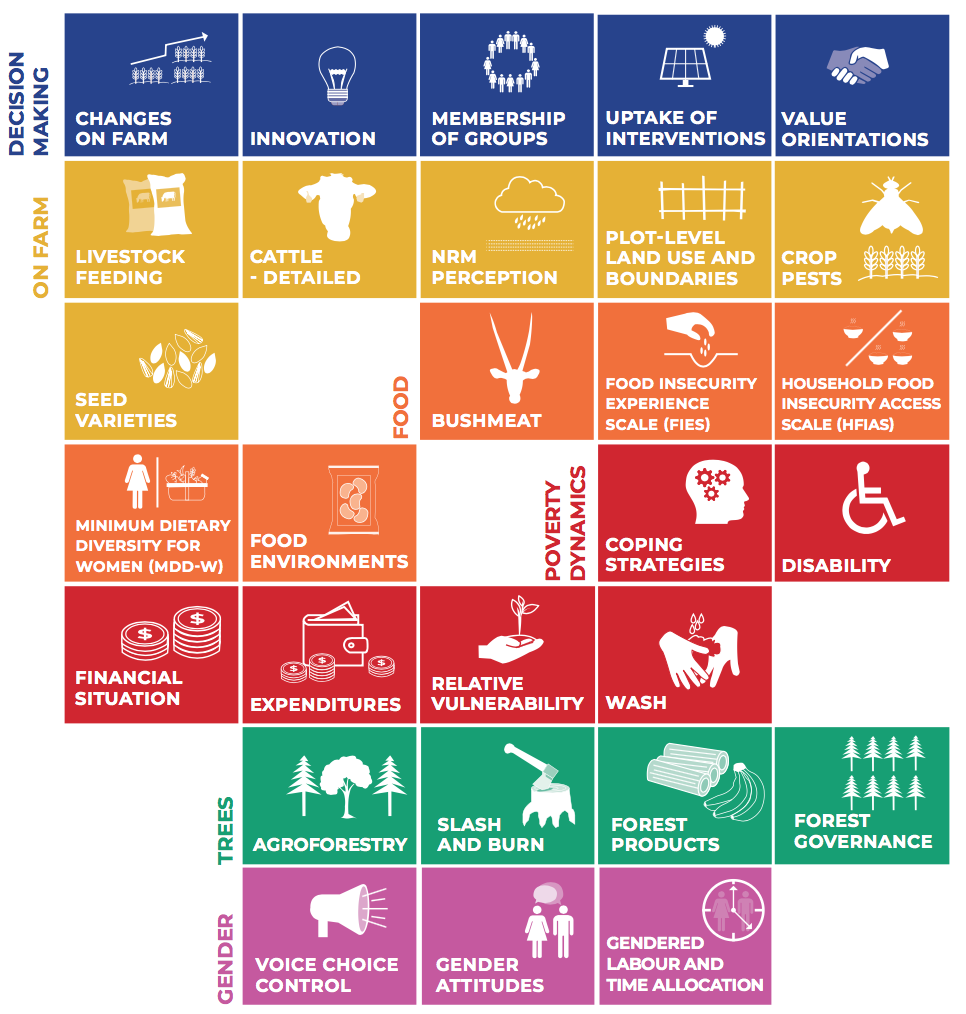 DECISION
MAKING
CHANGES
ON FARM
INNOVATION
MEMBERSHIP
OF GROUPS
UPTAKE OF
INTERVENTIONS
VALUE
ORIENTATIONS
ON FARM
LIVESTOCK
FEEDING
CATTLE
- DETAILED
NRM
PERCEPTION
PLOT-LEVEL
LAND USE AND
BOUNDARIES
CROP
PESTS
SEED
VARIETIES
FOOD
BUSHMEAT
FOOD INSECURITY
EXPERIENCE
SCALE (FIES)
HOUSEHOLD FOOD
INSECURITY ACCESS
SCALE (HFIAS)
MINIMUM DIETARY
DIVERSITY FOR
WOMEN (MDD-W)
FOOD
ENVIRONMENTS
POVERTY
DYNAMICS
COPING
STRATEGIES
DISABILITY
FINANCIAL
SITUATION
$
$
EXPENDITURES
$
$
$
RELATIVE
VULNERABILITY
WASH
TREES
AGROFORESTRY
SLASH
AND BURN
FOREST
PRODUCTS
FOREST
GOVERNANCE
GENDER
VOICE CHOICE
CONTROL
GENDER
ATTITUDES
GENDERED
LABOUR AND
TIME ALLOCATION